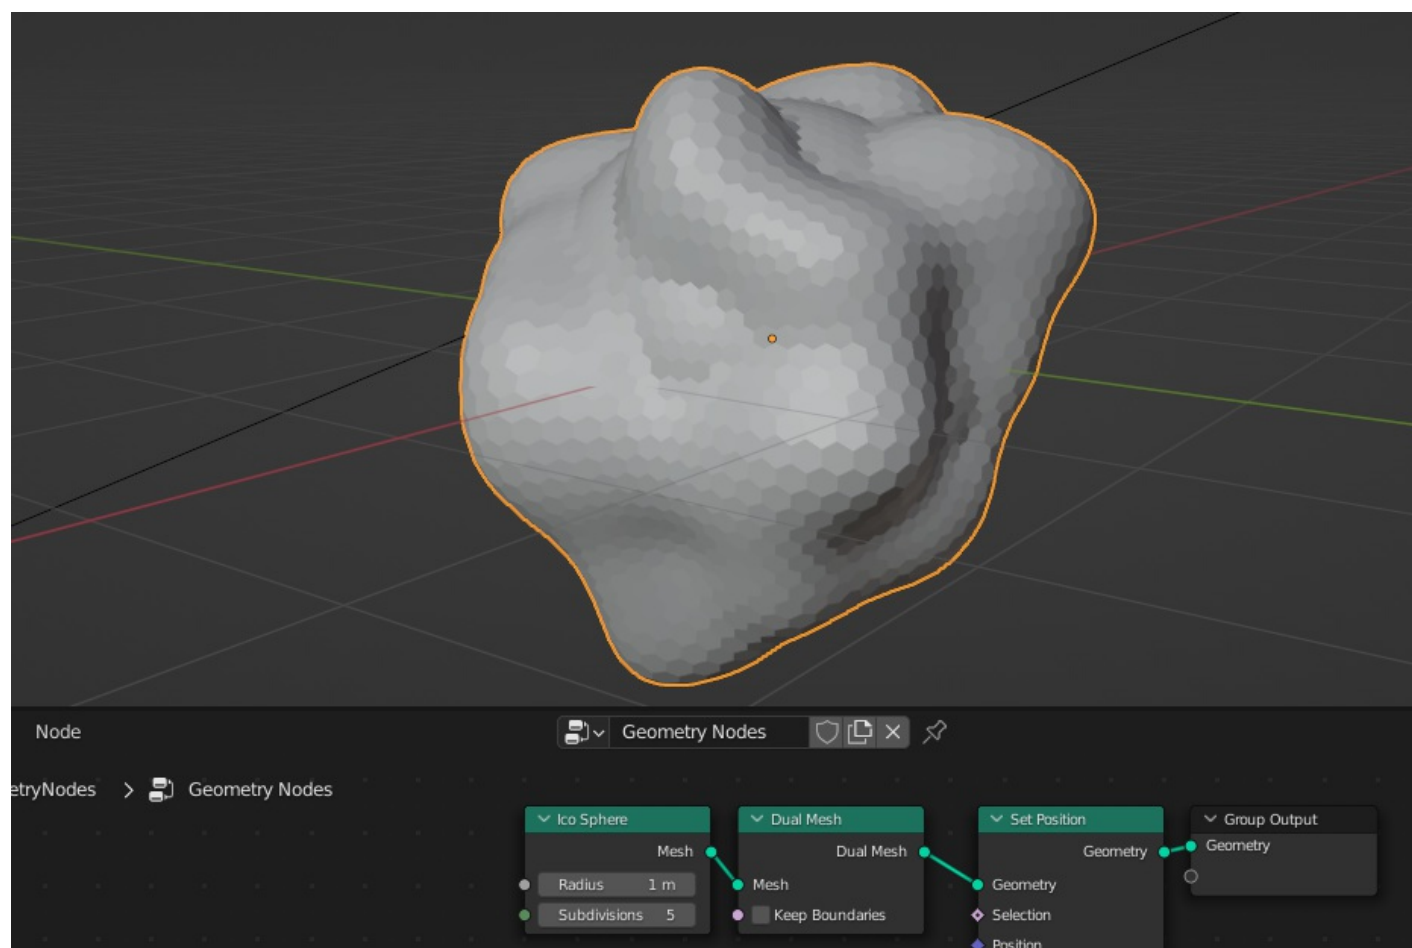 Node
Geometry Nodes
etryNodes > Geometry Nodes
Ico Sphere
Dual Mesh
Set Position
Group Output
Mesh
Dual Mesh
Geometry
Geometry
Radius 1 m
Mesh
Geometry
Subdivisions 5
Keep Boundaries
Selection
Position